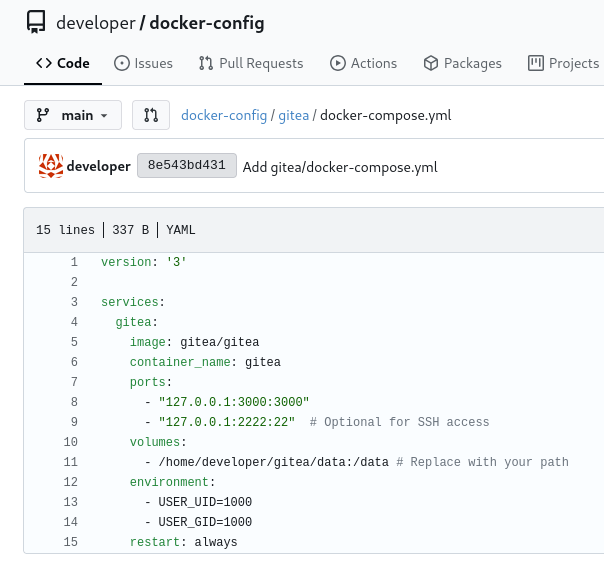 developer / docker-config
Code Issues Pull Requests Actions Packages Projects
main docker-config / gitea / docker-compose.yml
developer 8e543bd431 Add gitea/docker-compose.yml
15 lines 337 B YAML
1 version: '3'
2
3 services:
4   gitea:
5     image: gitea/gitea
6     container_name: gitea
7     ports:
8       - "127.0.0.1:3000:3000"
9       - "127.0.0.1:2222:22"  # Optional for SSH access
10     volumes:
11       - /home/developer/gitea/data:/data # Replace with your path
12     environment:
13       - USER_UID=1000
14       - USER_GID=1000
15     restart: always